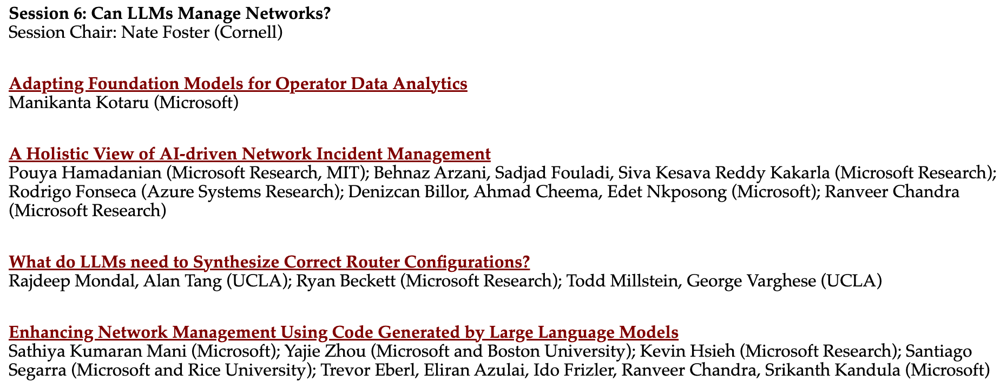 Session 6: Can LLMs Manage Networks?
Session Chair: Nate Foster (Cornell)
Adapting Foundation Models for Operator Data Analytics
Manikanta Kotaru (Microsoft)
A Holistic View of AI-driven Network Incident Management
Pouya Hamadanian (Microsoft Research, MIT); Behnaz Arzani, Sadjad Fouladi, Siva Kesava Reddy Kakarla (Microsoft Research);
Rodrigo Fonseca (Azure Systems Research); Denizcan Billor, Ahmad Cheema, Edet Nkposong (Microsoft); Ranveer Chandra
(Microsoft Research)
What do LLMs need to Synthesize Correct Router Configurations?
Rajdeep Mondal, Alan Tang (UCLA); Ryan Beckett (Microsoft Research); Todd Millstein, George Varghese (UCLA)
Enhancing Network Management Using Code Generated by Large Language Models
Sathiya Kumaran Mani (Microsoft); Yajie Zhou (Microsoft and Boston University); Kevin Hsieh (Microsoft Research); Santiago
Segarra (Microsoft and Rice University); Trevor Eberl, Eliran Azulai, Ido Frizler, Ranveer Chandra, Srikanth Kandula (Microsoft)